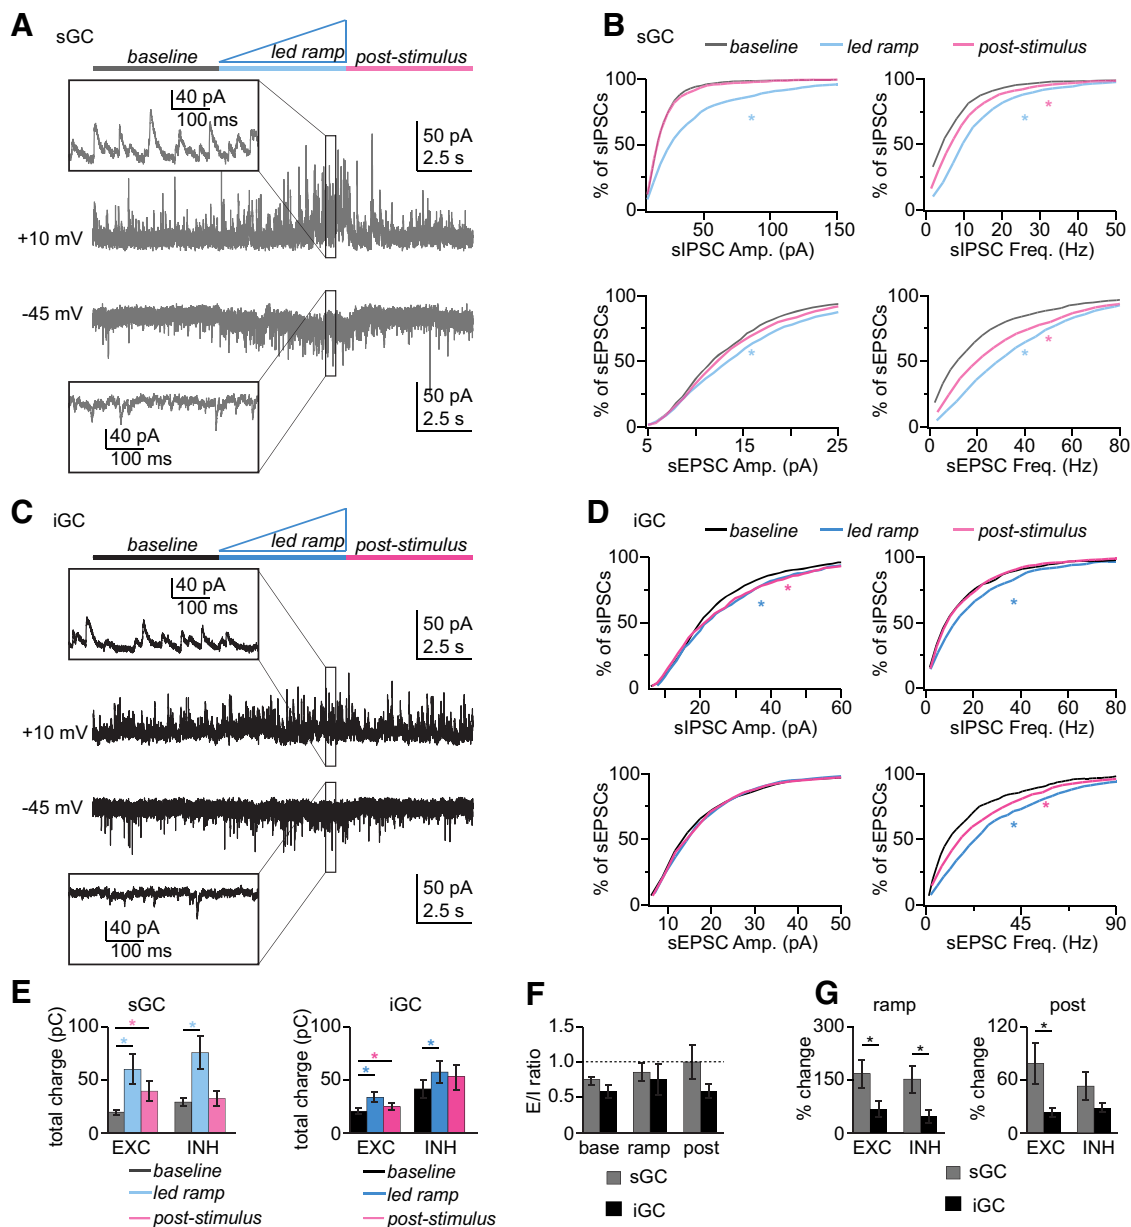 A
sGC
baseline
led ramp
post-stimulus
40 pA
100 ms
50 pA
2.5 s
+10 mV
-45 mV
50 pA
2.5 s
40 pA
100 ms
B
sGC
baseline
led ramp
post-stimulus
100
50
0
% of sIPSCs
*
50
100
150
sIPSC Amp. (pA)
100
50
0
% of sIPSCs
*
*
0
10
20
30
40
50
sIPSC Freq. (Hz)
100
50
0
% of sEPSCs
*
5
15
25
sEPSC Amp. (pA)
100
50
0
% of sEPSCs
*
*
0
20
40
60
80
sEPSC Freq. (Hz)
C
iGC
baseline
led ramp
post-stimulus
40 pA
100 ms
50 pA
2.5 s
+10 mV
-45 mV
50 pA
2.5 s
40 pA
100 ms
D
iGC
baseline
led ramp
post-stimulus
100
50
0
% of sIPSCs
*
*
20
40
60
sIPSC Amp. (pA)
100
50
0
% of sIPSCs
*
0
20
40
60
80
sIPSC Freq. (Hz)
100
50
0
% of sEPSCs
10
20
30
40
50
sEPSC Amp. (pA)
100
50
0
% of sEPSCs
*
*
0
45
90
sEPSC Freq. (Hz)
E
sGC
total charge (pC)
100
50
0
*
*
*
EXC
INH
baseline
led ramp
post-stimulus
iGC
total charge (pC)
100
50
0
*
*
*
EXC
INH
baseline
led ramp
post-stimulus
F
E/I ratio
1.5
1.0
0.5
0
base
ramp
post
sGC
iGC
G
ramp
% change
300
150
0
*
*
EXC
INH
post
% change
120
60
0
*
EXC
INH
sGC
iGC